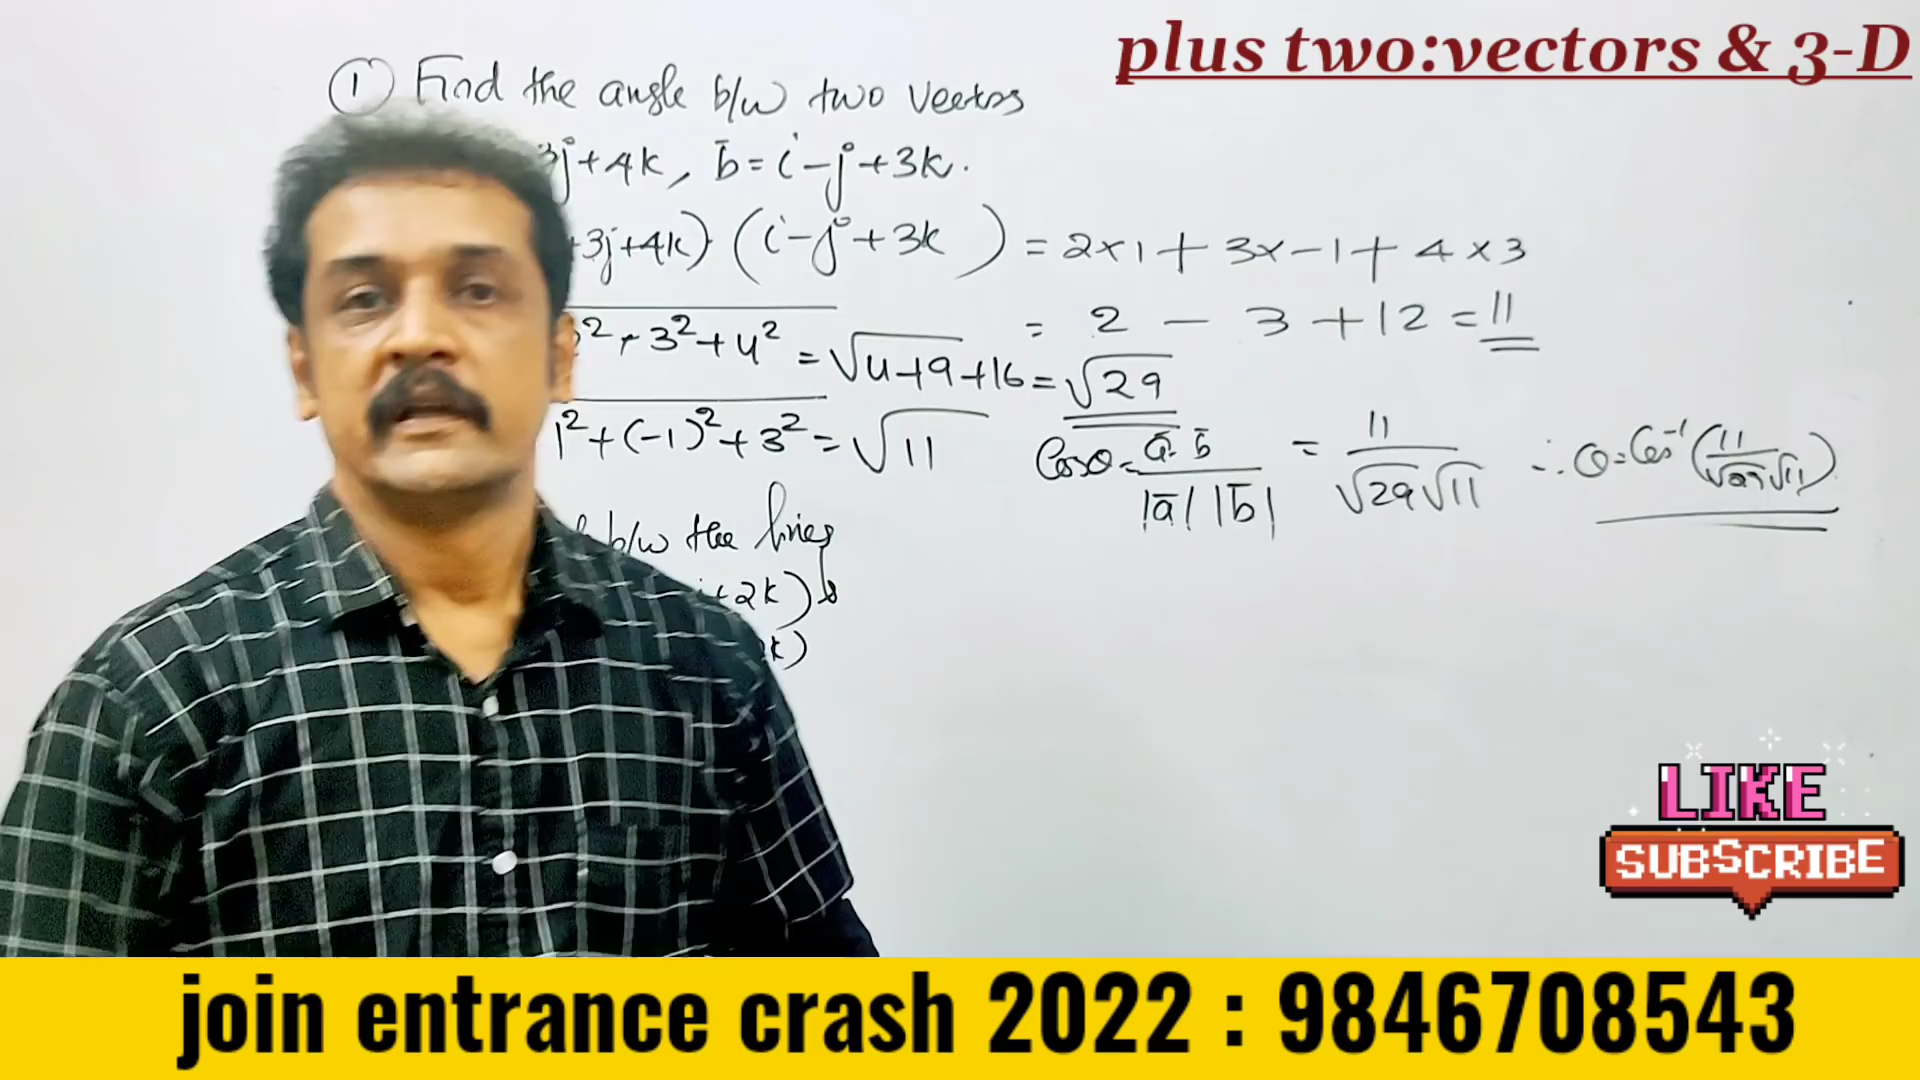 plus two:vectors & 3-D
① Find the angle b/w two vectors
3j+4k, b̄=i-j+3k.
+3j+4k)·(i-j+3k) = 2×1+3×-1+4×3
= 2 - 3 + 12 = 11
2²+3²+4² = √4+9+16 = √29
1²+(-1)²+3² = √11
Cosθ = ā·b̄ / |ā| |b̄| = 11 / √29 √11 ∴ θ = Cos⁻¹(11 / √29 √11)
b/w the lines
+2k) &
k)
LIKE
SUBSCRIBE
join entrance crash 2022 : 9846708543